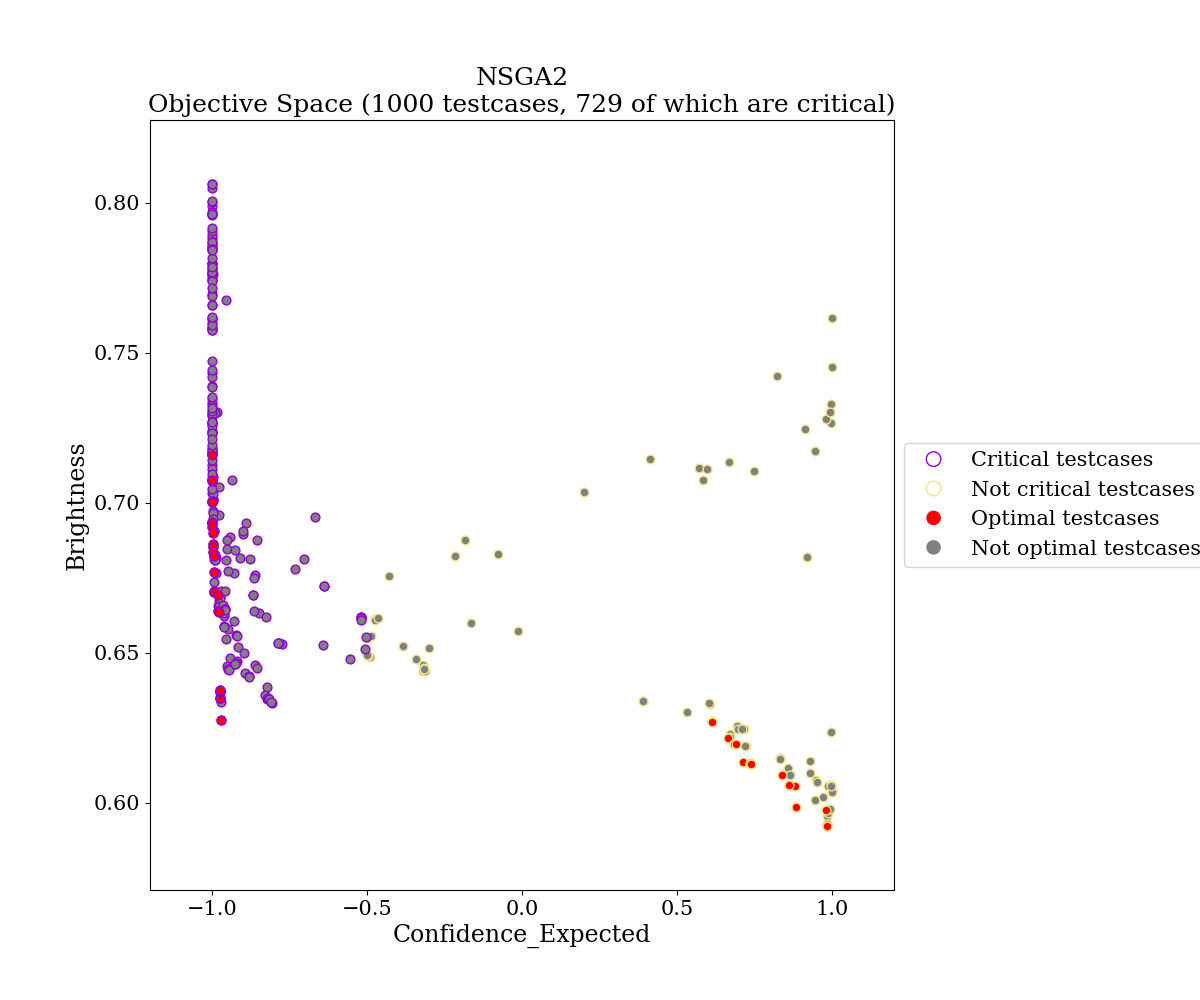 NSGA2
Objective Space (1000 testcases, 729 of which are critical)
0.80
0.75
0.70
0.65
0.60
Brightness
−1.0
−0.5
0.0
0.5
1.0
Confidence_Expected
Critical testcases
Not critical testcases
Optimal testcases
Not optimal testcases